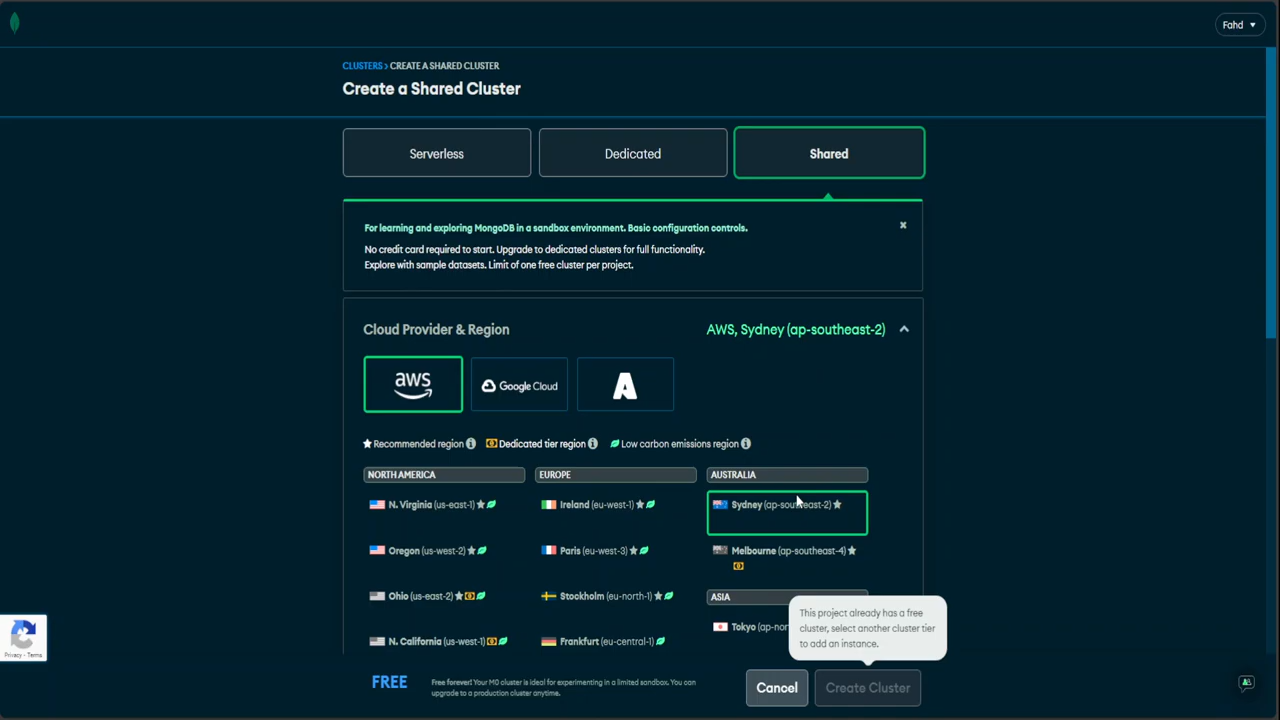 Fahd
CLUSTERS > CREATE A SHARED CLUSTER
Create a Shared Cluster
Serverless
Dedicated
Shared
For learning and exploring MongoDB in a sandbox environment. Basic configuration controls.
No credit card required to start. Upgrade to dedicated clusters for full functionality.
Explore with sample datasets. Limit of one free cluster per project.
Cloud Provider & Region
AWS, Sydney (ap-southeast-2)
aws
Google Cloud
Recommended region
Dedicated tier region
Low carbon emissions region
NORTH AMERICA
N. Virginia (us-east-1)
Oregon (us-west-2)
Ohio (us-east-2)
N. California (us-west-1)
EUROPE
Ireland (eu-west-1)
Paris (eu-west-3)
Stockholm (eu-north-1)
Frankfurt (eu-central-1)
AUSTRALIA
Sydney (ap-southeast-2)
Melbourne (ap-southeast-4)
ASIA
Tokyo (ap-nor
This project already has a free
cluster, select another cluster tier
to add an instance.
Privacy - Terms
FREE
Free forever! Your M0 cluster is ideal for experimenting in a limited sandbox. You can
upgrade to a production cluster anytime.
Cancel
Create Cluster